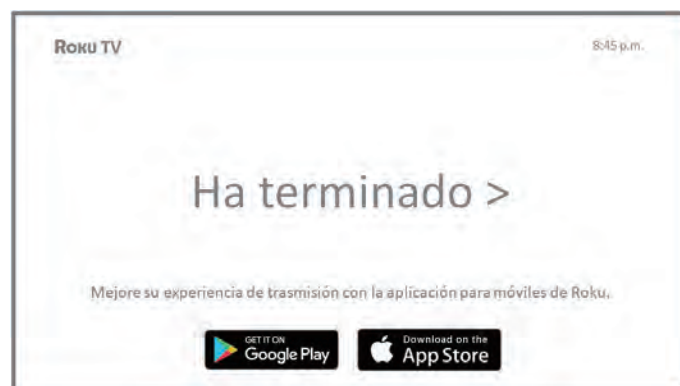 Roku TV
8:45 p.m.
Ha terminado >
Mejore su experiencia de trasmisión con la aplicación para móviles de Roku.
GET IT ON
Google Play
Download on the
App Store